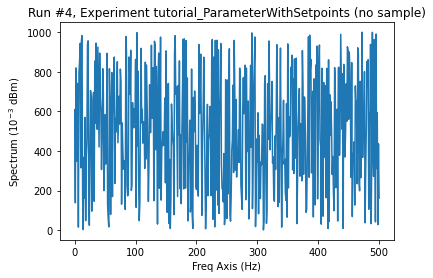 Run #4, Experiment tutorial_ParameterWithSetpoints (no sample)
1000
800
600
400
200
0
Spectrum (10⁻³ dBm)
0 100 200 300 400 500
Freq Axis (Hz)